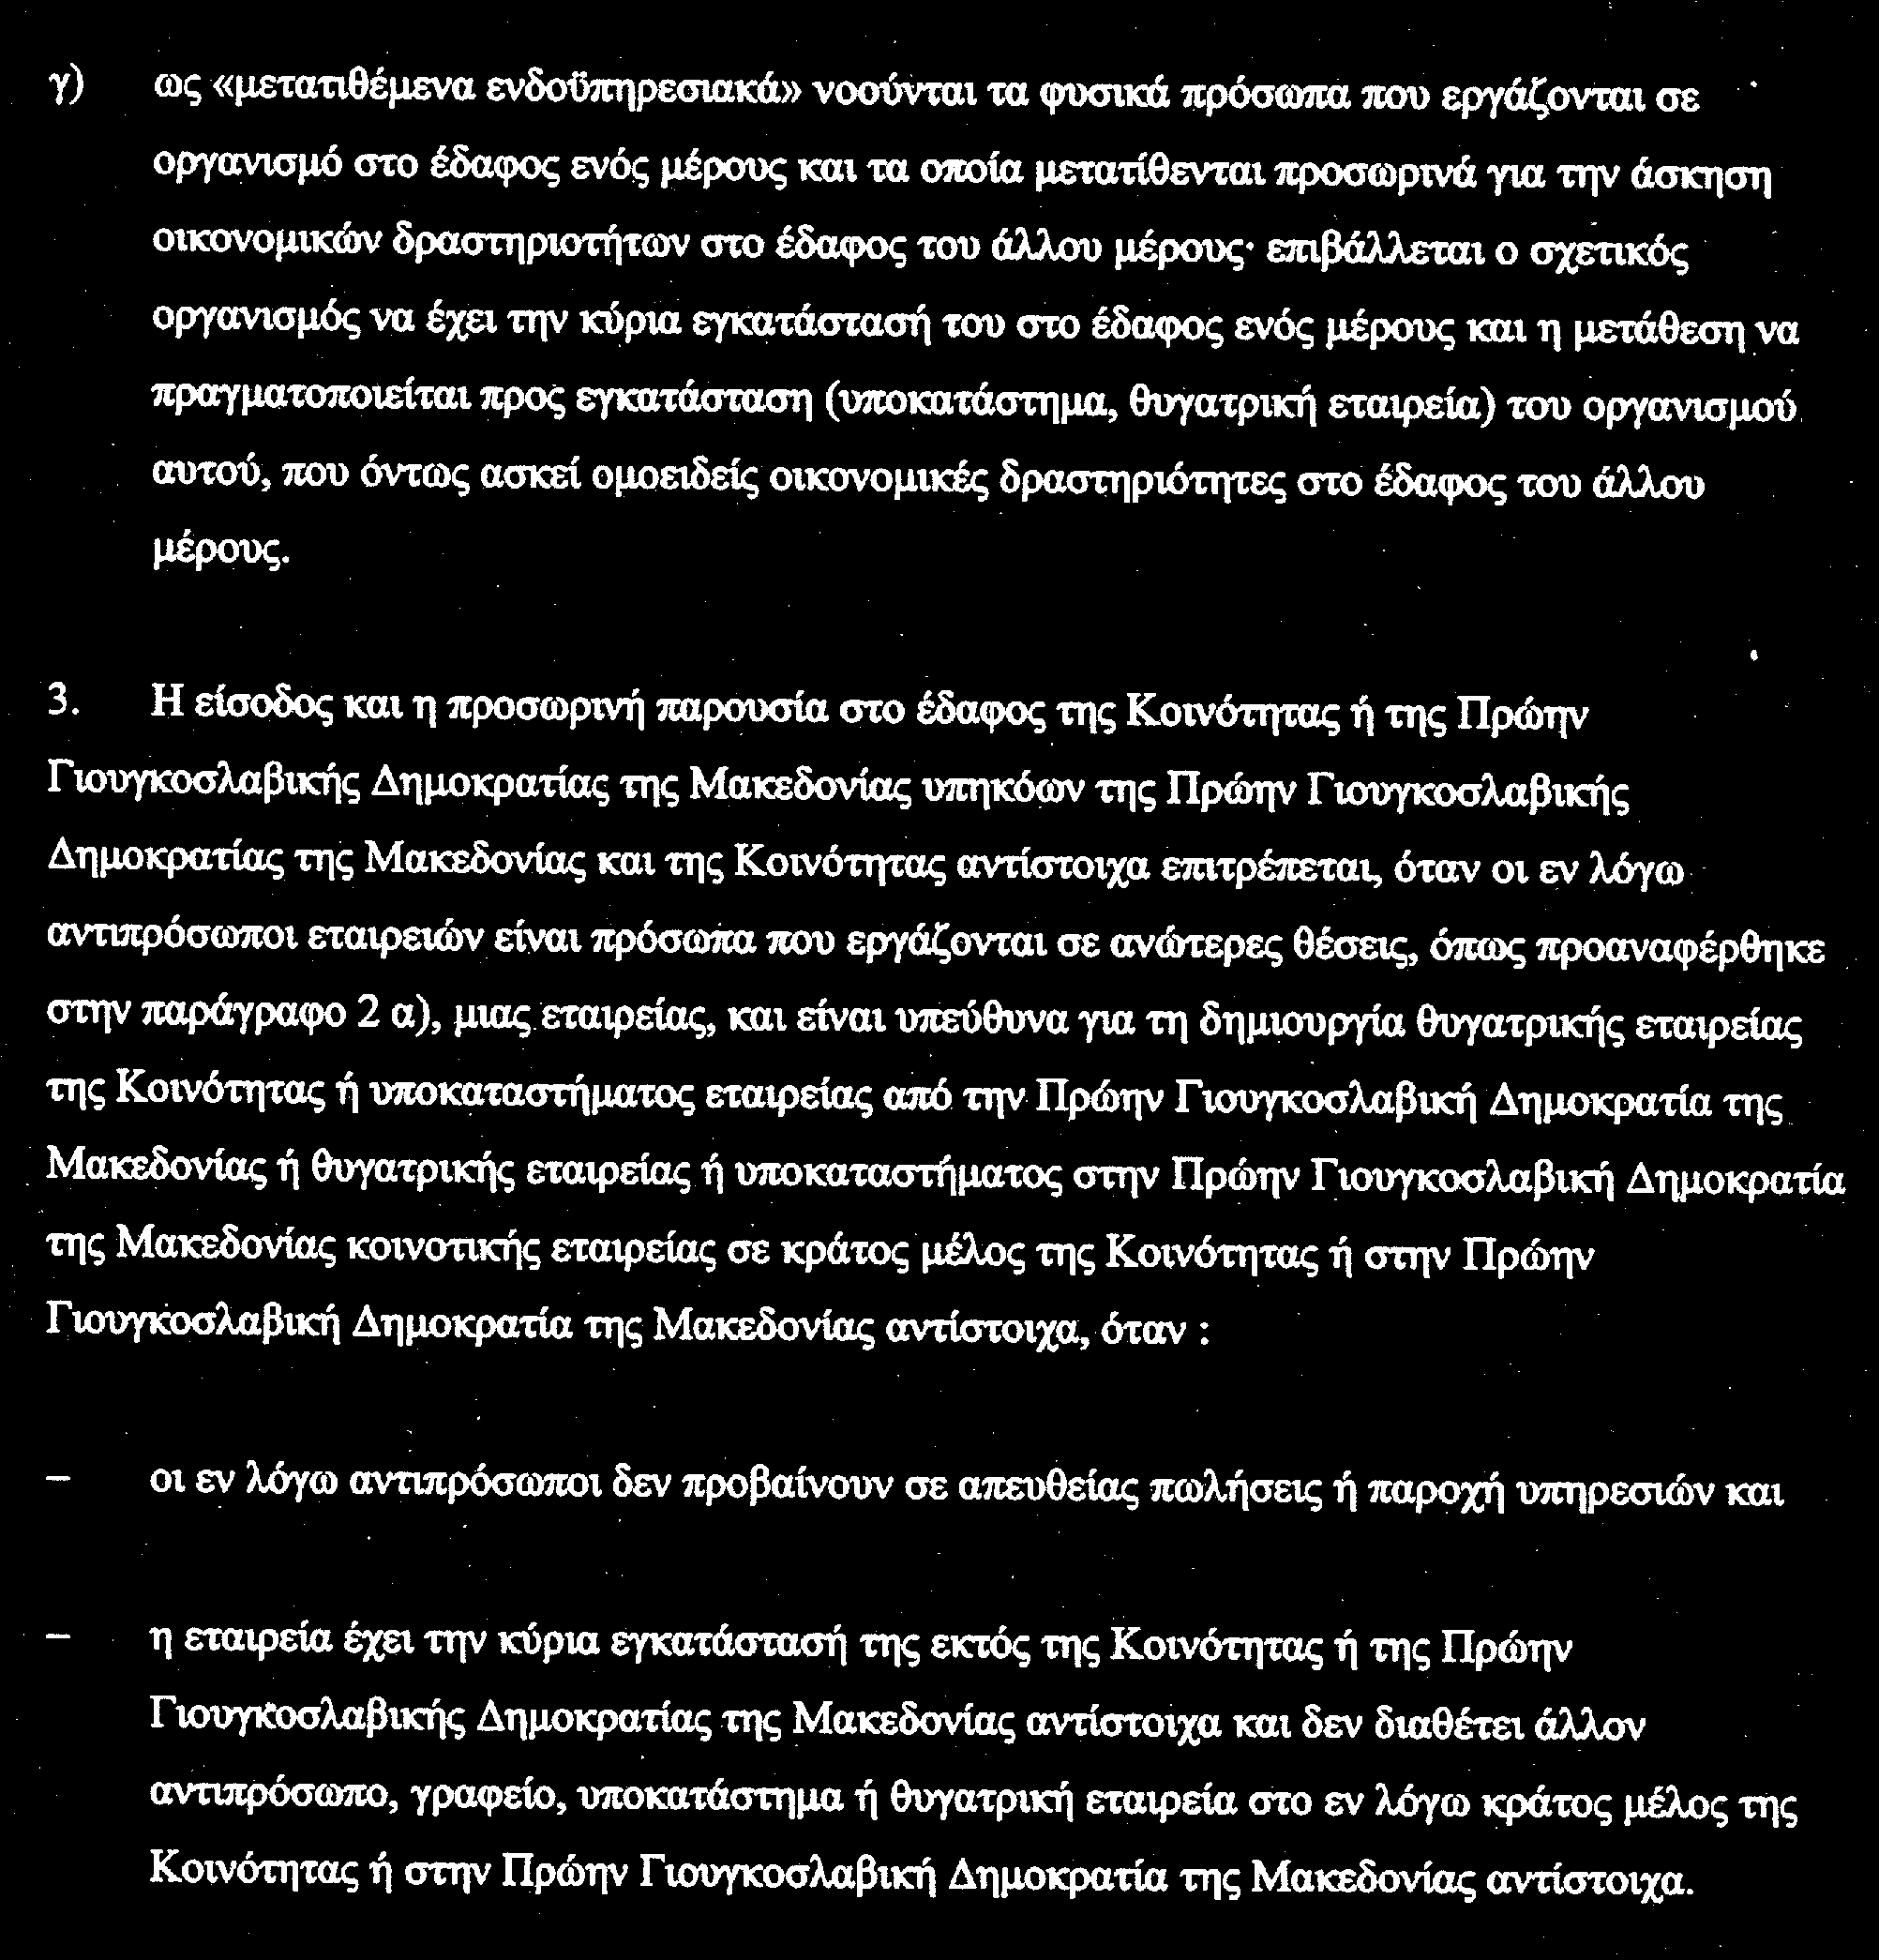 γ) ως «μετατιθέμενα ενδοϋπηρεσιακά» νοούνται τα φυσικά πρόσωπα που εργάζονται σε
οργανισμό στο έδαφος ενός μέρους και τα οποία μετατίθενται προσωρινά για την άσκηση
οικονομικών δραστηριοτήτων στο έδαφος του άλλου μέρους· επιβάλλεται ο σχετικός
οργανισμός να έχει την κύρια εγκατάστασή του στο έδαφος ενός μέρους και η μετάθεση να
πραγματοποιείται προς εγκατάσταση (υποκατάστημα, θυγατρική εταιρεία) του οργανισμού
αυτού, που όντως ασκεί ομοειδείς οικονομικές δραστηριότητες στο έδαφος του άλλου
μέρους.
3. Η είσοδος και η προσωρινή παρουσία στο έδαφος της Κοινότητας ή της Πρώην
Γιουγκοσλαβικής Δημοκρατίας της Μακεδονίας υπηκόων της Πρώην Γιουγκοσλαβικής
Δημοκρατίας της Μακεδονίας και της Κοινότητας αντίστοιχα επιτρέπεται, όταν οι εν λόγω
αντιπρόσωποι εταιρειών είναι πρόσωπα που εργάζονται σε ανώτερες θέσεις, όπως προαναφέρθηκε
στην παράγραφο 2 α), μιας εταιρείας, και είναι υπεύθυνα για τη δημιουργία θυγατρικής εταιρείας
της Κοινότητας ή υποκαταστήματος εταιρείας από την Πρώην Γιουγκοσλαβική Δημοκρατία της
Μακεδονίας ή θυγατρικής εταιρείας ή υποκαταστήματος στην Πρώην Γιουγκοσλαβική Δημοκρατία
της Μακεδονίας κοινοτικής εταιρείας σε κράτος μέλος της Κοινότητας ή στην Πρώην
Γιουγκοσλαβική Δημοκρατία της Μακεδονίας αντίστοιχα, όταν :
– οι εν λόγω αντιπρόσωποι δεν προβαίνουν σε απευθείας πωλήσεις ή παροχή υπηρεσιών και
– η εταιρεία έχει την κύρια εγκατάστασή της εκτός της Κοινότητας ή της Πρώην
Γιουγκοσλαβικής Δημοκρατίας της Μακεδονίας αντίστοιχα και δεν διαθέτει άλλον
αντιπρόσωπο, γραφείο, υποκατάστημα ή θυγατρική εταιρεία στο εν λόγω κράτος μέλος της
Κοινότητας ή στην Πρώην Γιουγκοσλαβική Δημοκρατία της Μακεδονίας αντίστοιχα.